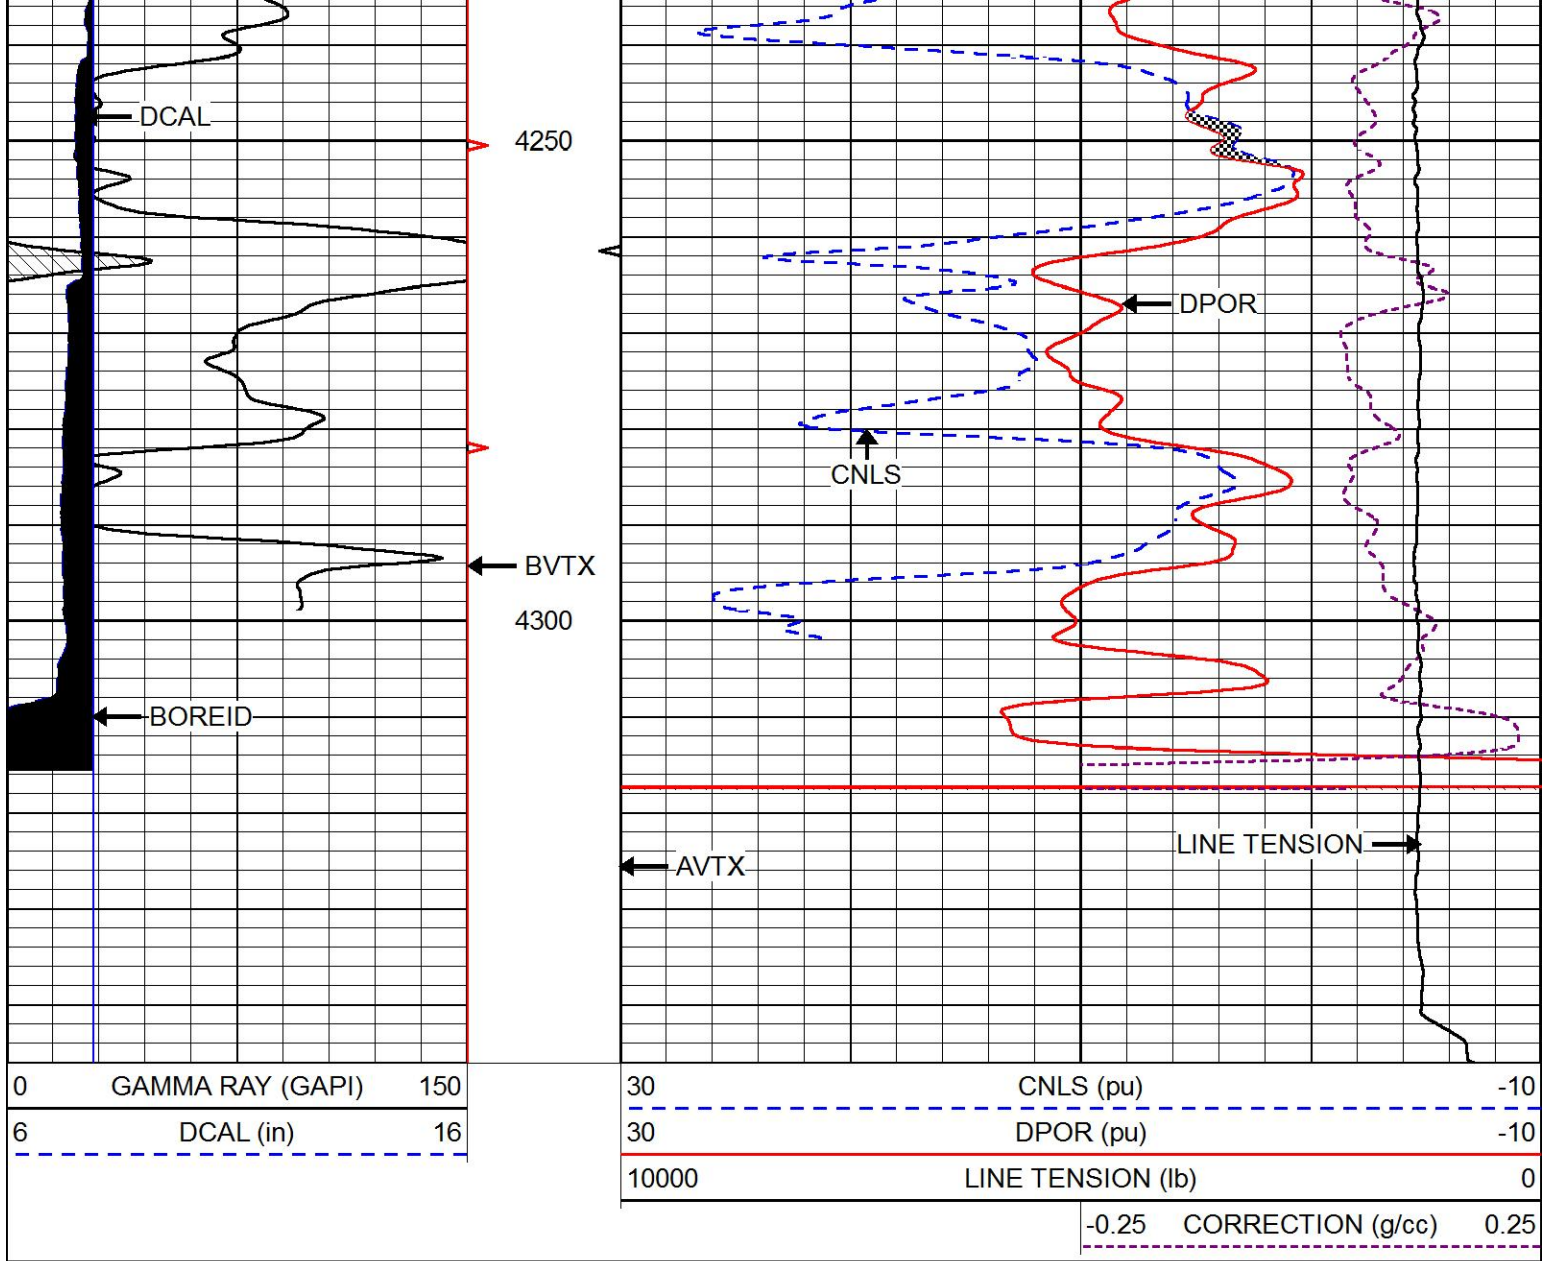 DCAL
4250
DPOR
CNLS
BVTX
4300
BOREID
LINE TENSION
AVTX
0 GAMMA RAY (GAPI) 150
6 DCAL (in) 16
30 CNLS (pu) -10
30 DPOR (pu) -10
10000 LINE TENSION (lb) 0
-0.25 CORRECTION (g/cc) 0.25